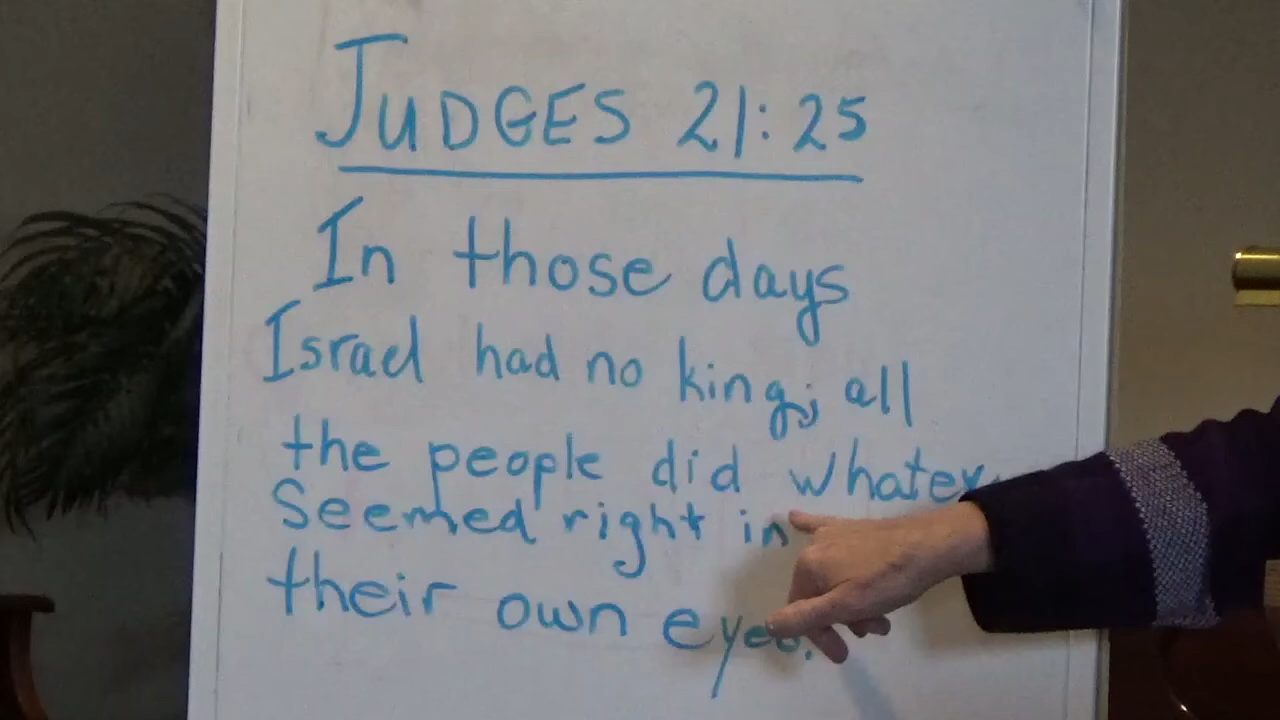 JUDGES 21:25
In those days
Israel had no king; all
the people did whatev
seemed right in
their own eyes.